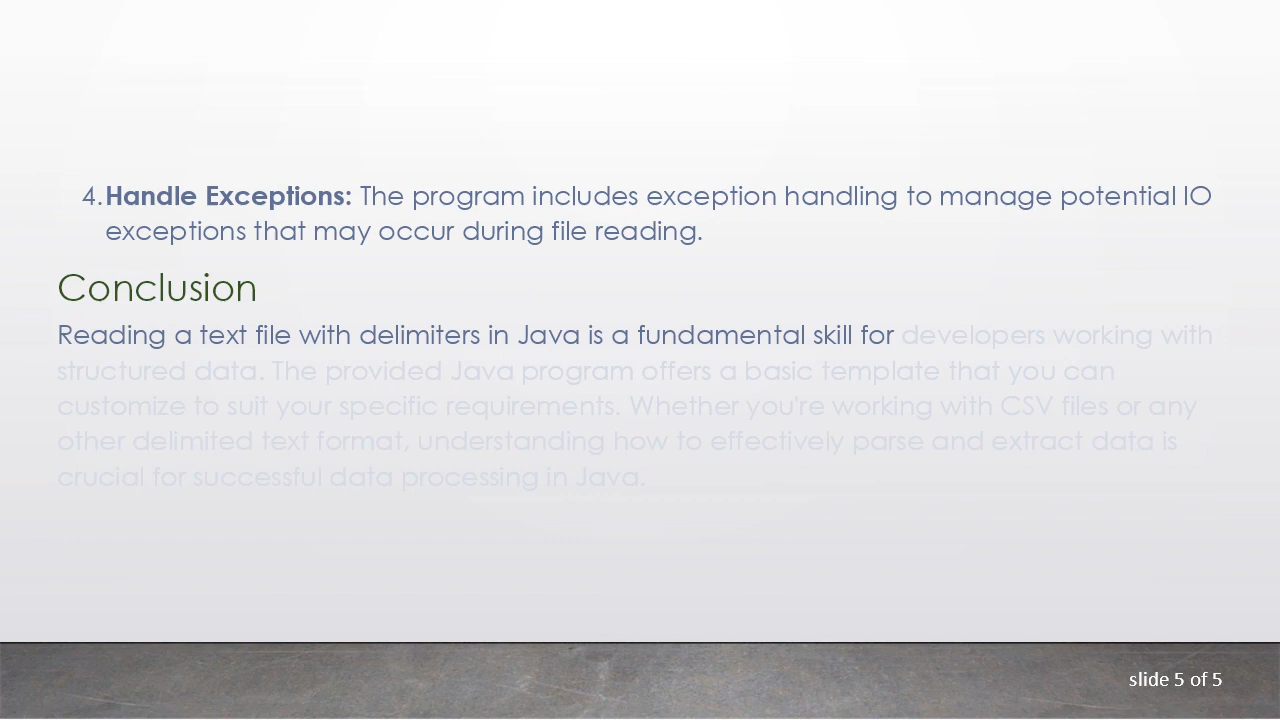 4. Handle Exceptions: The program includes exception handling to manage potential IO
exceptions that may occur during file reading.
Conclusion
Reading a text file with delimiters in Java is a fundamental skill for developers working with
structured data. The provided Java program offers a basic template that you can
customize to suit your specific requirements. Whether you're working with CSV files or any
other delimited text format, understanding how to effectively parse and extract data is
crucial for successful data processing in Java.
slide 5 of 5